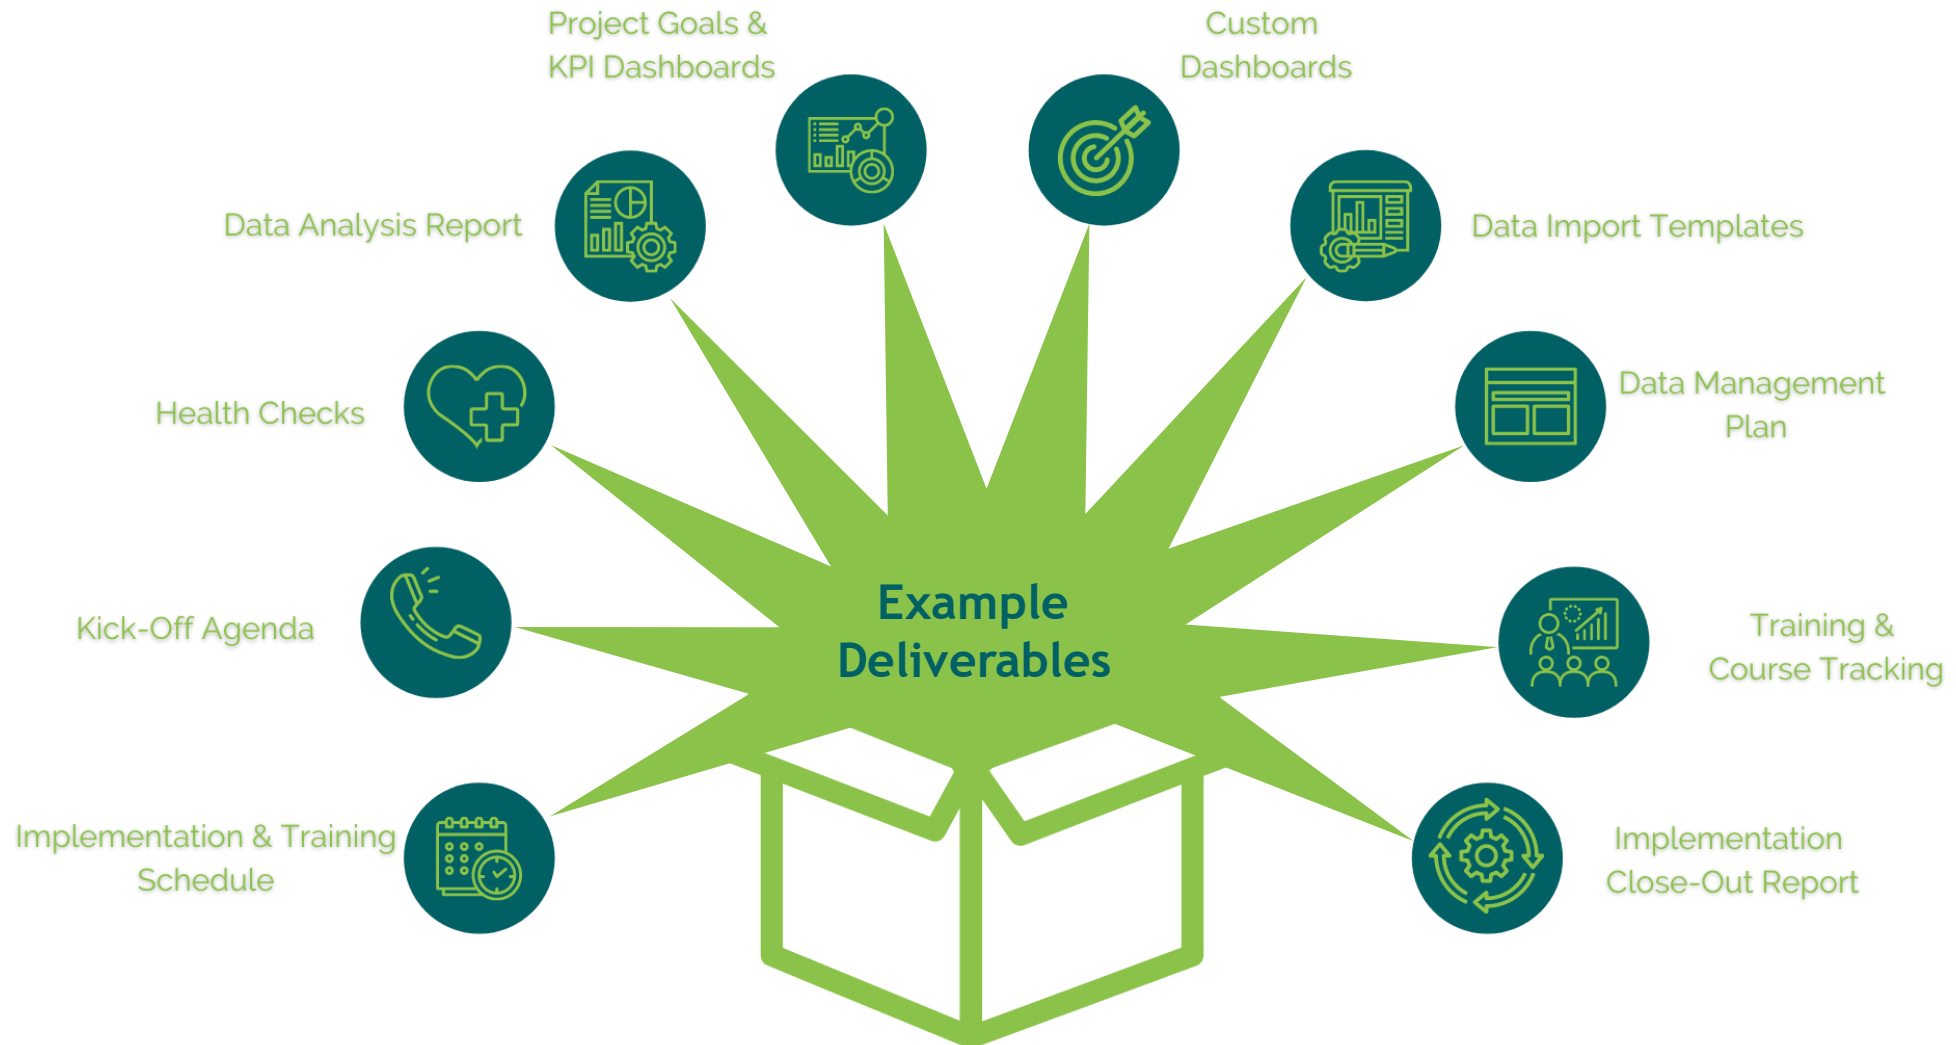 Project Goals &
KPI Dashboards
Custom
Dashboards
Data Analysis Report
Data Import Templates
Health Checks
Data Management
Plan
Example
Deliverables
Kick-Off Agenda
Training &
Course Tracking
Implementation & Training
Schedule
Implementation
Close-Out Report